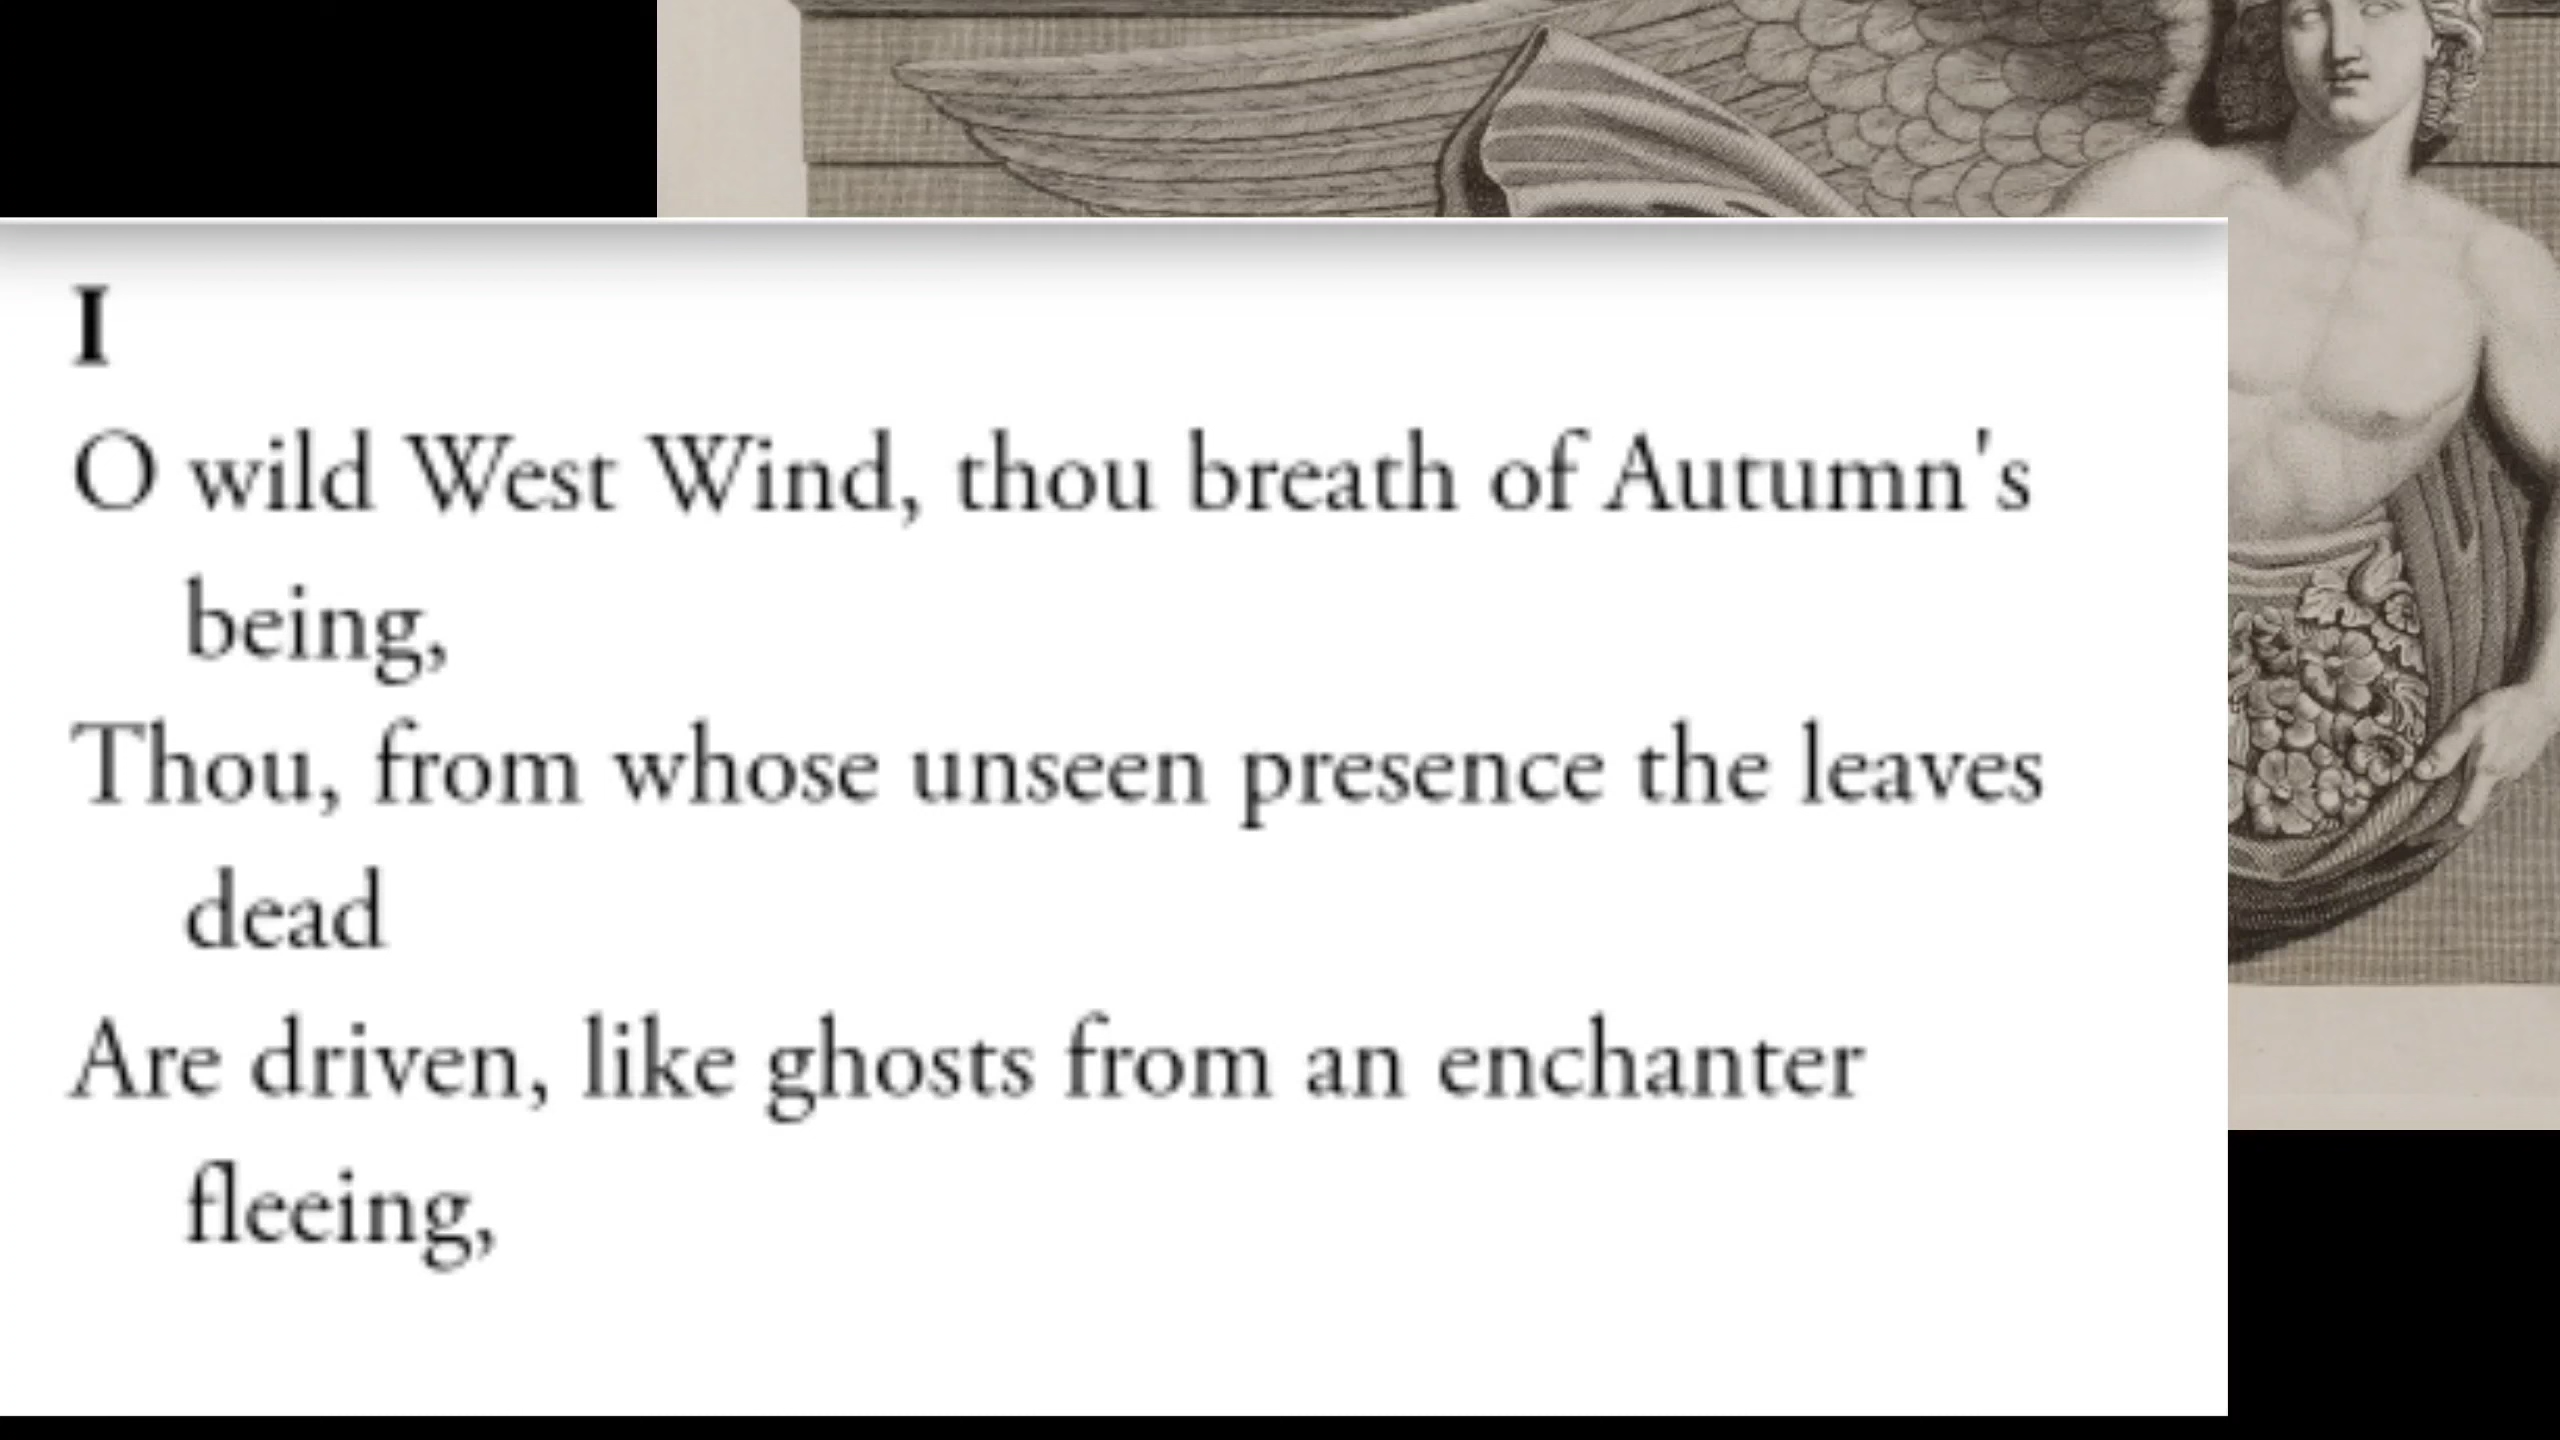 I
O wild West Wind, thou breath of Autumn's
being,
Thou, from whose unseen presence the leaves
dead
Are driven, like ghosts from an enchanter
fleeing,